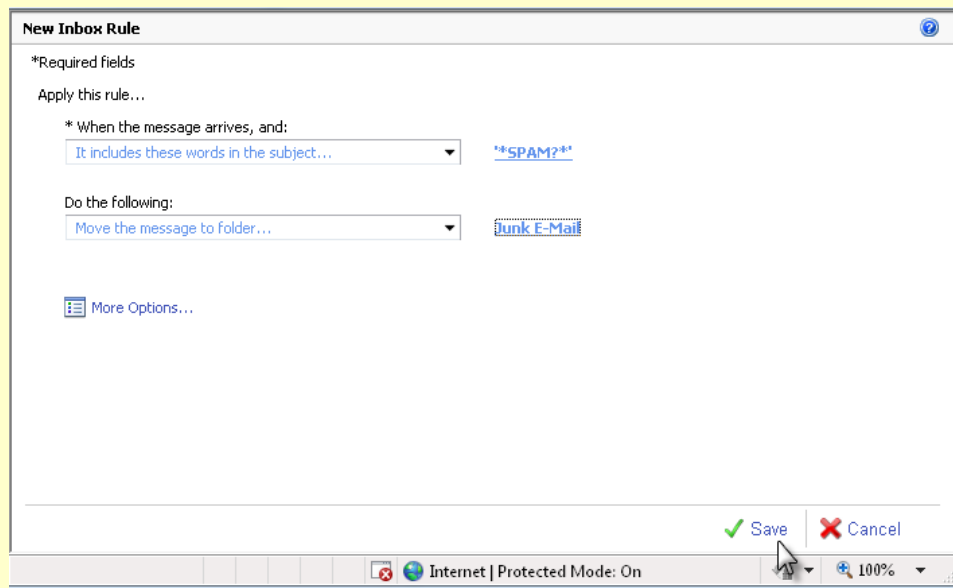 New Inbox Rule
*Required fields
Apply this rule...
* When the message arrives, and:
It includes these words in the subject... '*SPAM?*'
Do the following:
Move the message to folder... Junk E-Mail
More Options...
Save Cancel
Internet | Protected Mode: On 100%